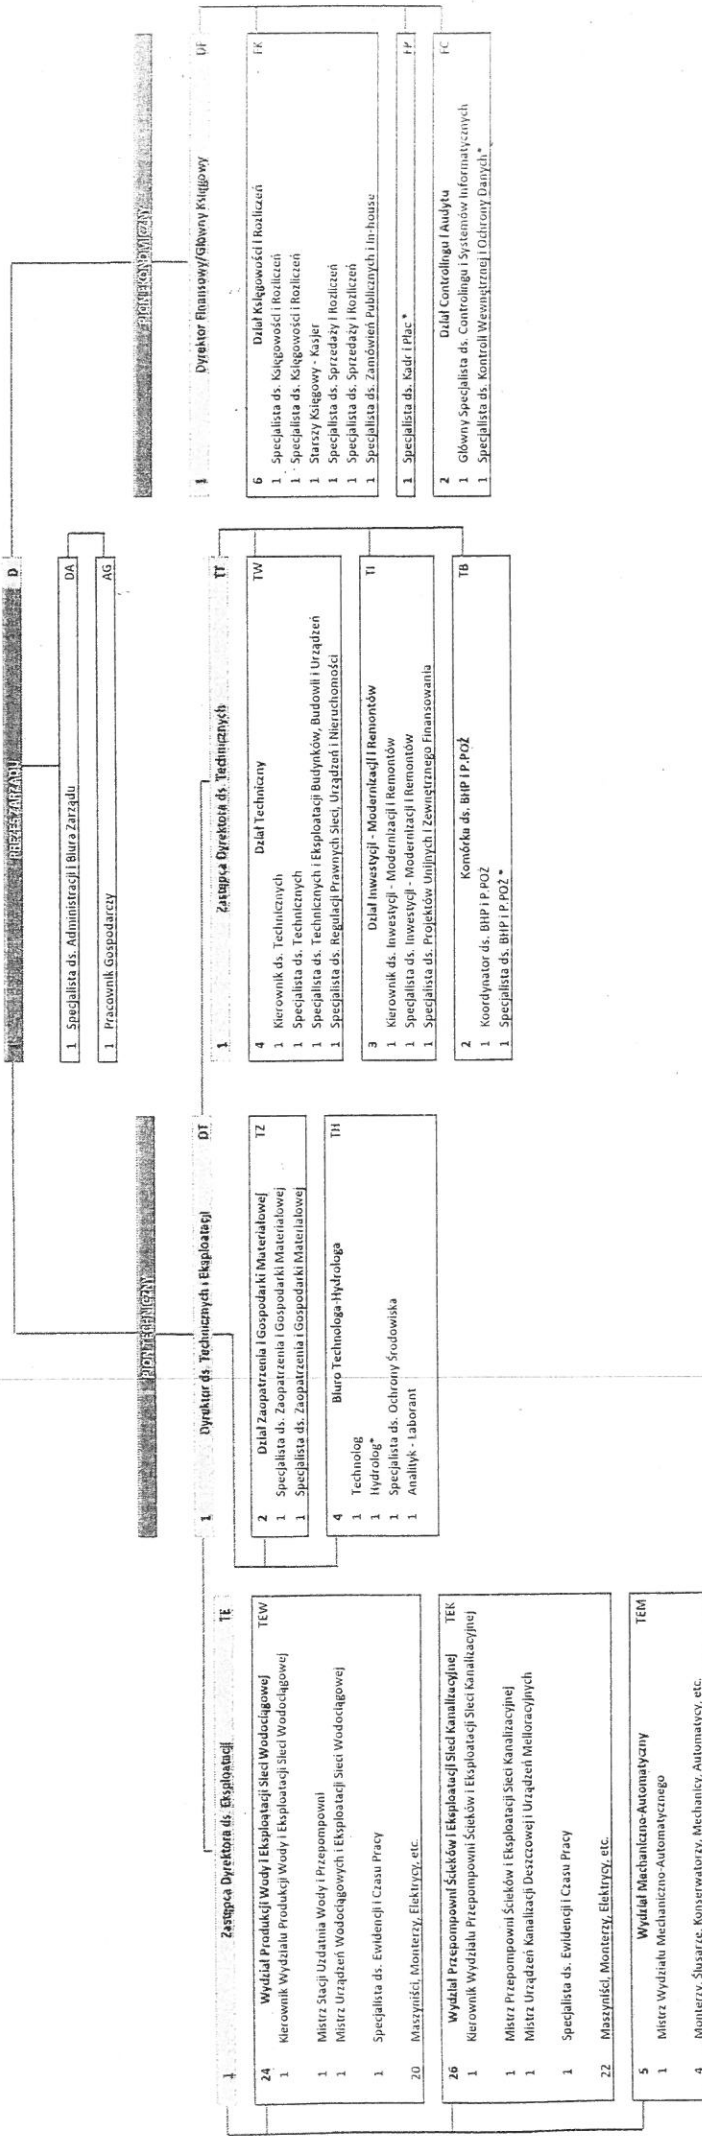 PREZES ZARZĄDU D
1 Specjalista ds. Administracji i Biura Zarządu DA
1 Pracownik Gospodarczy AG
PION TECHNICZNY
1 Dyrektor ds. Technicznych i Eksploatacji DT
2 Dział Zaopatrzenia i Gospodarki Materiałowej TZ
1 Specjalista ds. Zaopatrzenia i Gospodarki Materiałowej
1 Specjalista ds. Zaopatrzenia i Gospodarki Materiałowej
4 Biuro Technologa-Hydrologa TH
1 Technolog
1 Hydrolog*
1 Specjalista ds. Ochrony Środowiska
1 Analityk - Laborant
1 Zastępca Dyrektora ds. Eksploatacji TE
24 Wydział Produkcji Wody i Eksploatacji Sieci Wodociągowej TEW
1 Kierownik Wydziału Produkcji Wody i Eksploatacji Sieci Wodociągowej
1 Mistrz Stacji Uzdatnia Wody i Przepompowni
1 Mistrz Urządzeń Wodociągowych i Eksploatacji Sieci Wodociągowej
1 Specjalista ds. Ewidencji i Czasu Pracy
20 Maszyniści, Monterzy, Elektrycy, etc.
26 Wydział Przepompowni Ścieków i Eksploatacji Sieci Kanalizacyjnej TEK
1 Kierownik Wydziału Przepompowni Ścieków i Eksploatacji Sieci Kanalizacyjnej
1 Mistrz Przepompowni Ścieków i Eksploatacji Sieci Kanalizacyjnej
1 Mistrz Urządzeń Kanalizacji Deszczowej i Urządzeń Melioracyjnych
1 Specjalista ds. Ewidencji i Czasu Pracy
22 Maszyniści, Monterzy, Elektrycy, etc.
5 Wydział Mechaniczno-Automatyczny TEM
1 Mistrz Wydziału Mechaniczno-Automatycznego
4 Monterzy, Ślusarze, Konserwatorzy, Mechanicy, Automatycy, etc.
1 Zastępca Dyrektora ds. Technicznych TT
4 Dział Techniczny TW
1 Kierownik ds. Technicznych
1 Specjalista ds. Technicznych
1 Specjalista ds. Technicznych i Eksploatacji Budynków, Budowli i Urządzeń
1 Specjalista ds. Regulacji Prawnych Sieci, Urządzeń i Nieruchomości
3 Dział Inwestycji - Modernizacji i Remontów TI
1 Kierownik ds. Inwestycji - Modernizacji i Remontów
1 Specjalista ds. Inwestycji - Modernizacji i Remontów
1 Specjalista ds. Projektów Unijnych i Zewnętrznego Finansowania
2 Komórka ds. BHP i P.POŻ TB
1 Koordynator ds. BHP i P.POŻ
1 Specjalista ds. BHP i P.POŻ *
PION EKONOMICZNY
1 Dyrektor Finansowy/Główny Księgowy DF
6 Dział Księgowości i Rozliczeń FK
1 Specjalista ds. Księgowości i Rozliczeń
1 Specjalista ds. Księgowości i Rozliczeń
1 Starszy Księgowy - Kasjer
1 Specjalista ds. Sprzedaży i Rozliczeń
1 Specjalista ds. Sprzedaży i Rozliczeń
1 Specjalista ds. Zamówień Publicznych i In-house
1 Specjalista ds. Kadr i Płac * FP
2 Dział Controlingu i Audytu FC
1 Główny Specjalista ds. Controlingu i Systemów Informatycznych
1 Specjalista ds. Kontroli Wewnętrznej i Ochrony Danych*